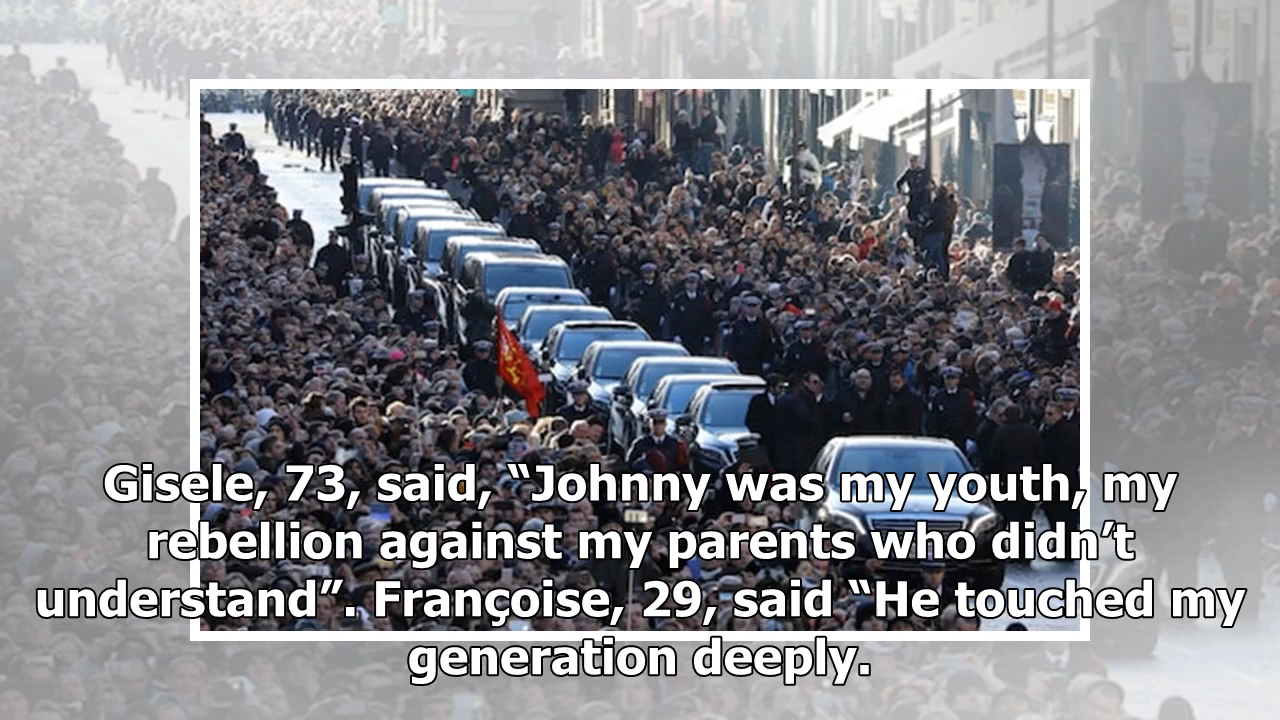 Gisele, 73, said, “Johnny was my youth, my
rebellion against my parents who didn’t
understand”. Françoise, 29, said “He touched my
generation deeply.